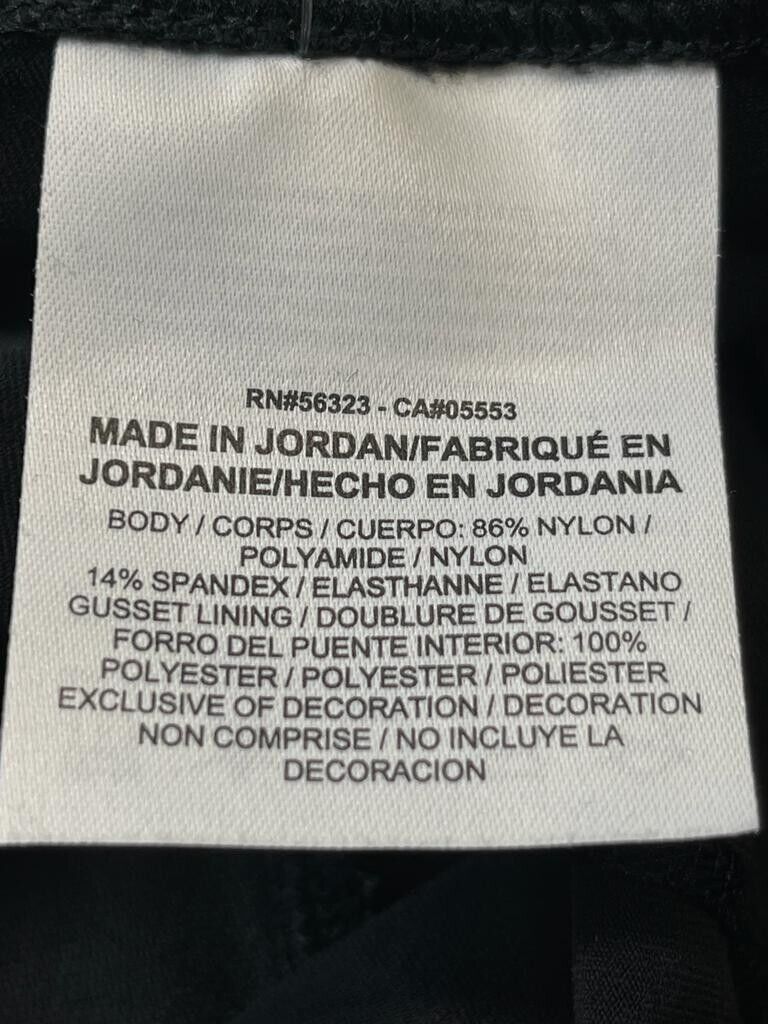 RN#56323 - CA#05553
MADE IN JORDAN/FABRIQUÉ EN
JORDANIE/HECHO EN JORDANIA
BODY / CORPS / CUERPO: 86% NYLON /
POLYAMIDE / NYLON
14% SPANDEX / ELASTHANNE / ELASTANO
GUSSET LINING / DOUBLURE DE GOUSSET /
FORRO DEL PUENTE INTERIOR: 100%
POLYESTER / POLYESTER / POLIESTER
EXCLUSIVE OF DECORATION / DECORATION
NON COMPRISE / NO INCLUYE LA
DECORACION